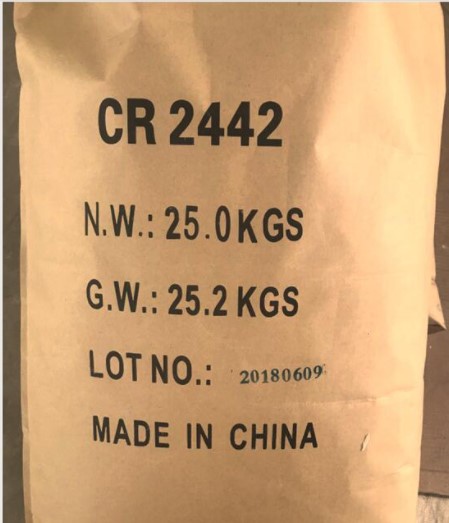 CR 2442
N.W.: 25.0KGS
G.W.: 25.2KGS
LOT NO.: 20180609
MADE IN CHINA